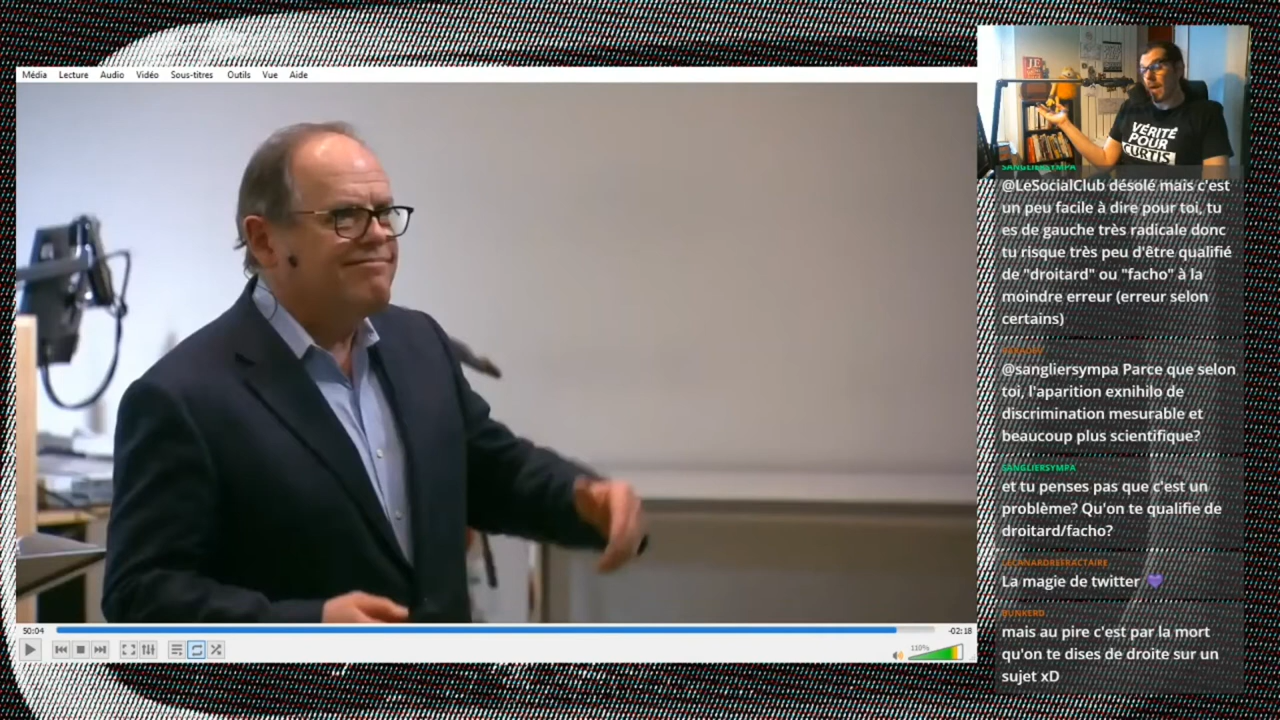 Média Lecture Audio Vidéo Sous-titres Outils Vue Aide
50:04
-02:18
110%
JE
VÉRITÉ
POUR
CURTIS
SANGLIERSYMPA
@LeSocialClub désolé mais c'est
un peu facile à dire pour toi, tu
es de gauche très radicale donc
tu risque très peu d'être qualifié
de "droitard" ou "facho" à la
moindre erreur (erreur selon
certains)
@sangliersympa Parce que selon
toi, l'aparition exnihilo de
discrimination mesurable et
beaucoup plus scientifique?
SANGLIERSYMPA
et tu penses pas que c'est un
problème? Qu'on te qualifie de
droitard/facho?
LECANARDREFRACTAIRE
La magie de twitter 💜
BUNKERD
mais au pire c'est par la mort
qu'on te dises de droite sur un
sujet xD